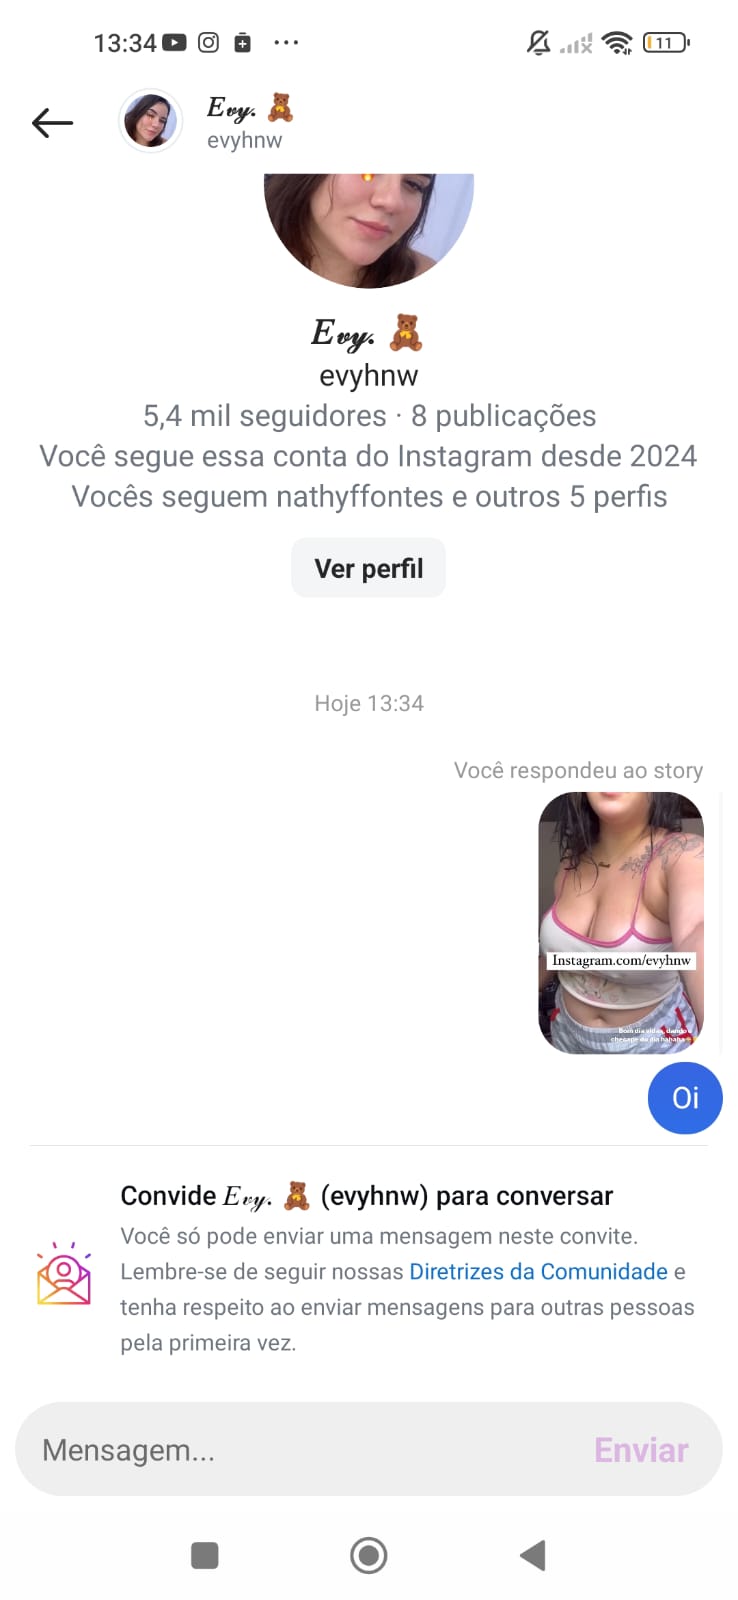 13:34
11
Evy. 🧸
evyhnw
Evy. 🧸
evyhnw
5,4 mil seguidores · 8 publicações
Você segue essa conta do Instagram desde 2024
Vocês seguem nathyffontes e outros 5 perfis
Ver perfil
Hoje 13:34
Você respondeu ao story
Instagram.com/evyhnw
Bom dia vidas, dando o
checape do dia hahaha
Oi
Convide Evy. 🧸 (evyhnw) para conversar
Você só pode enviar uma mensagem neste convite.
Lembre-se de seguir nossas Diretrizes da Comunidade e
tenha respeito ao enviar mensagens para outras pessoas
pela primeira vez.
Mensagem...
Enviar